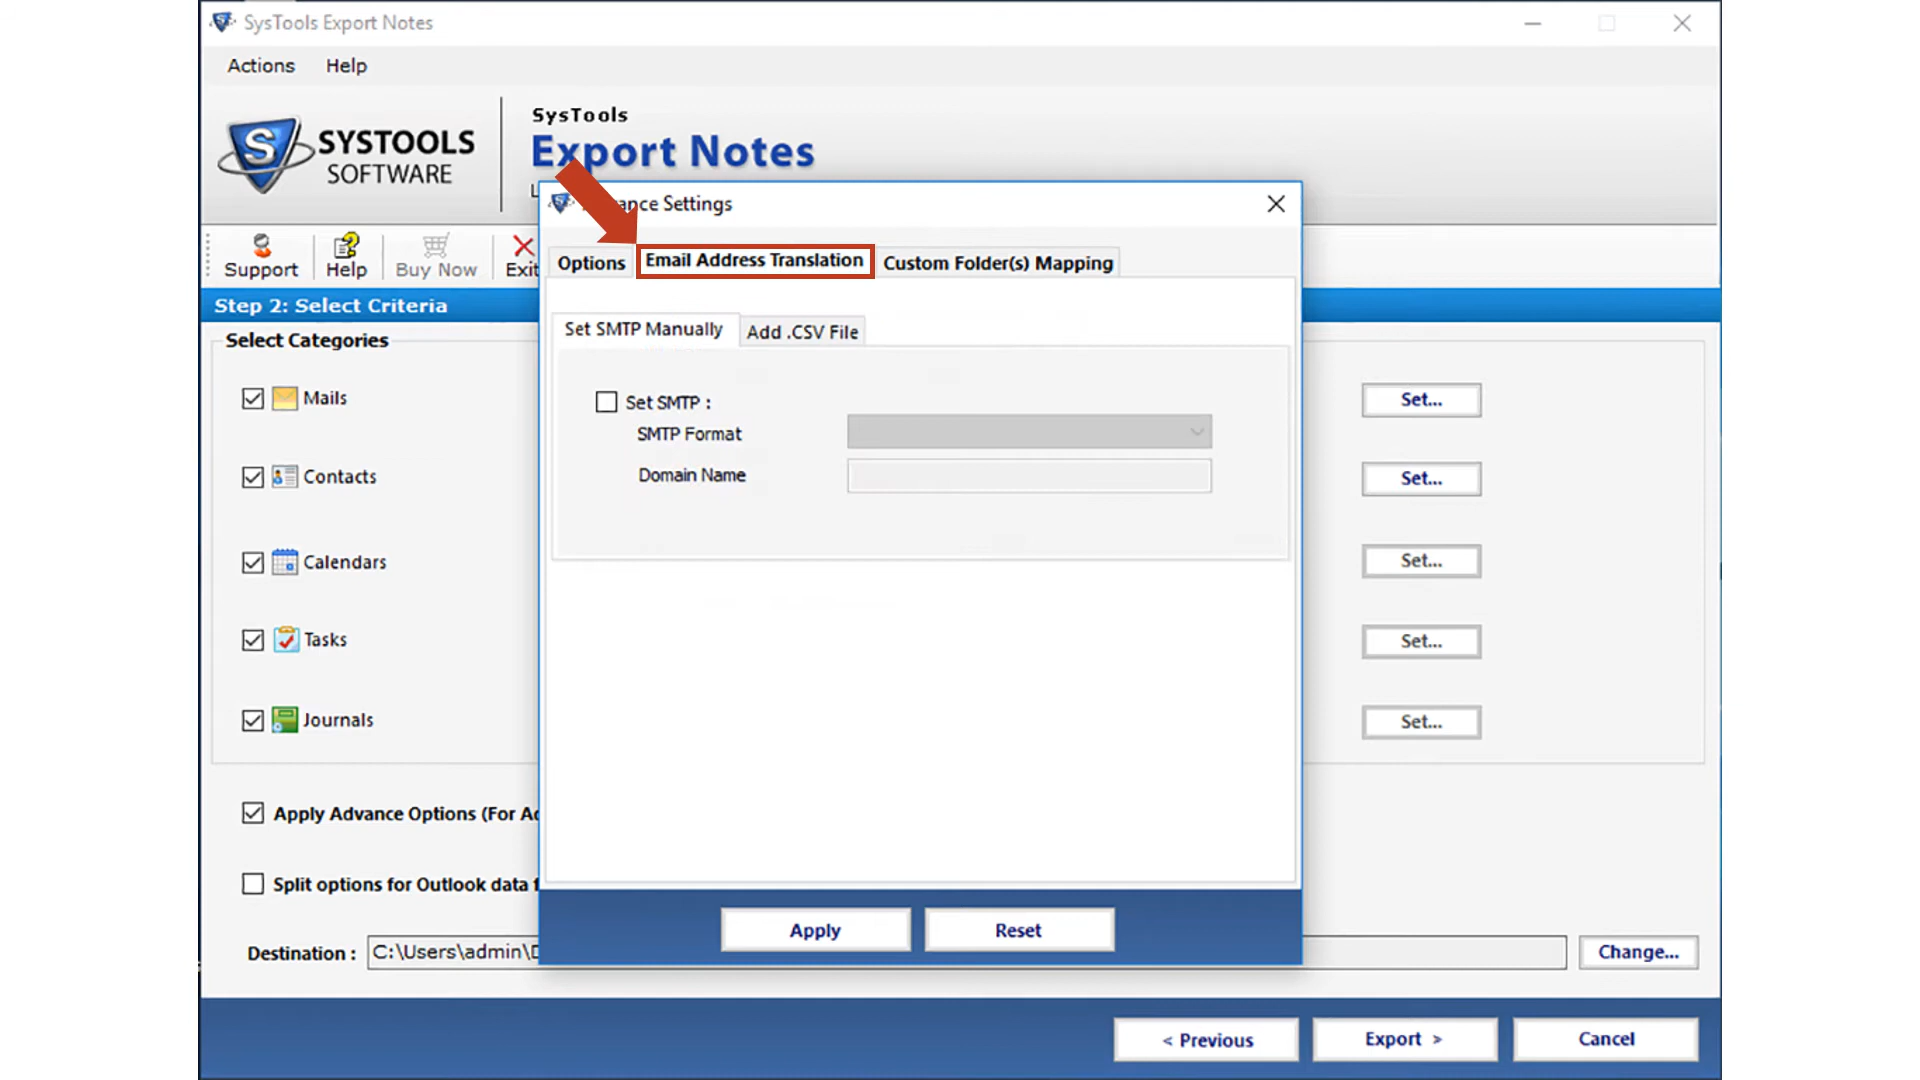 SysTools Export Notes
Actions Help
SYSTOOLS
SOFTWARE
SysTools
Export Notes
L
ance Settings
Support Help Buy Now Exit
Options Email Address Translation Custom Folder(s) Mapping
Step 2: Select Criteria
Set SMTP Manually Add .CSV File
Select Categories
Mails
Set...
Set SMTP :
SMTP Format
Contacts
Set...
Domain Name
Calendars
Set...
Tasks
Set...
Journals
Set...
Apply Advance Options (For Ad
Split options for Outlook data f
Apply Reset
Destination : C:\Users\admin\D Change...
< Previous Export > Cancel